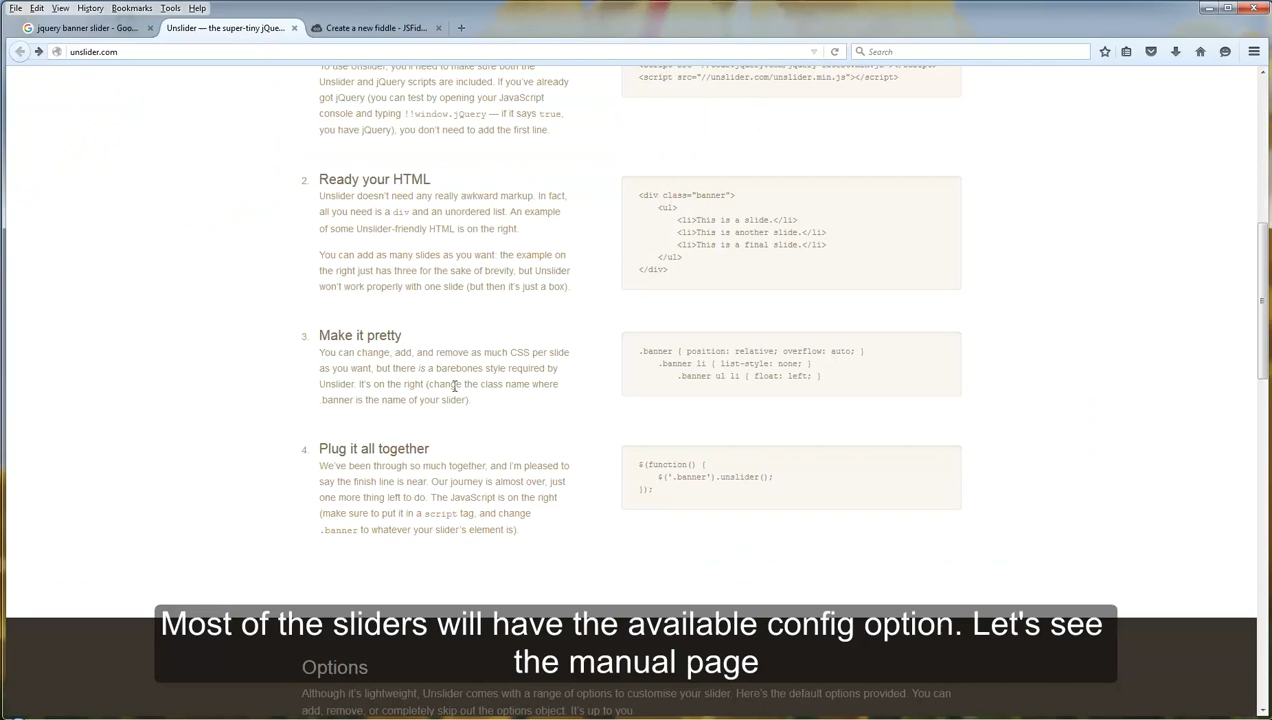 File Edit View History Bookmarks Tools Help
jquery banner slider - Goo... Unslider — the super-tiny jQue... Create a new fiddle - JSFid...
unslider.com Search
To use Unslider, you'll need to make sure both the
Unslider and jQuery scripts are included. If you've already
got jQuery (you can test by opening your JavaScript
console and typing !!window.jQuery — if it says true,
you have jQuery), you don't need to add the first line.
<script src="//unslider.com/unslider.min.js"></script>
2. Ready your HTML
Unslider doesn't need any really awkward markup. In fact,
all you need is a div and an unordered list. An example
of some Unslider-friendly HTML is on the right.
You can add as many slides as you want: the example on
the right just has three for the sake of brevity, but Unslider
won't work properly with one slide (but then it's just a box).
<div class="banner">
<ul>
<li>This is a slide.</li>
<li>This is another slide.</li>
<li>This is a final slide.</li>
</ul>
</div>
3. Make it pretty
You can change, add, and remove as much CSS per slide
as you want, but there is a barebones style required by
Unslider. It's on the right (change the class name where
.banner is the name of your slider).
.banner { position: relative; overflow: auto; }
.banner li { list-style: none; }
.banner ul li { float: left; }
4. Plug it all together
We've been through so much together, and I'm pleased to
say the finish line is near. Our journey is almost over, just
one more thing left to do. The JavaScript is on the right
(make sure to put it in a script tag, and change
.banner to whatever your slider's element is).
$(function() {
$('.banner').unslider();
});
Most of the sliders will have the available config option. Let's see
the manual page
Options
Although it's lightweight, Unslider comes with a range of options to customise your slider. Here's the default options provided. You can
add, remove, or completely skip out the options object. It's up to you.